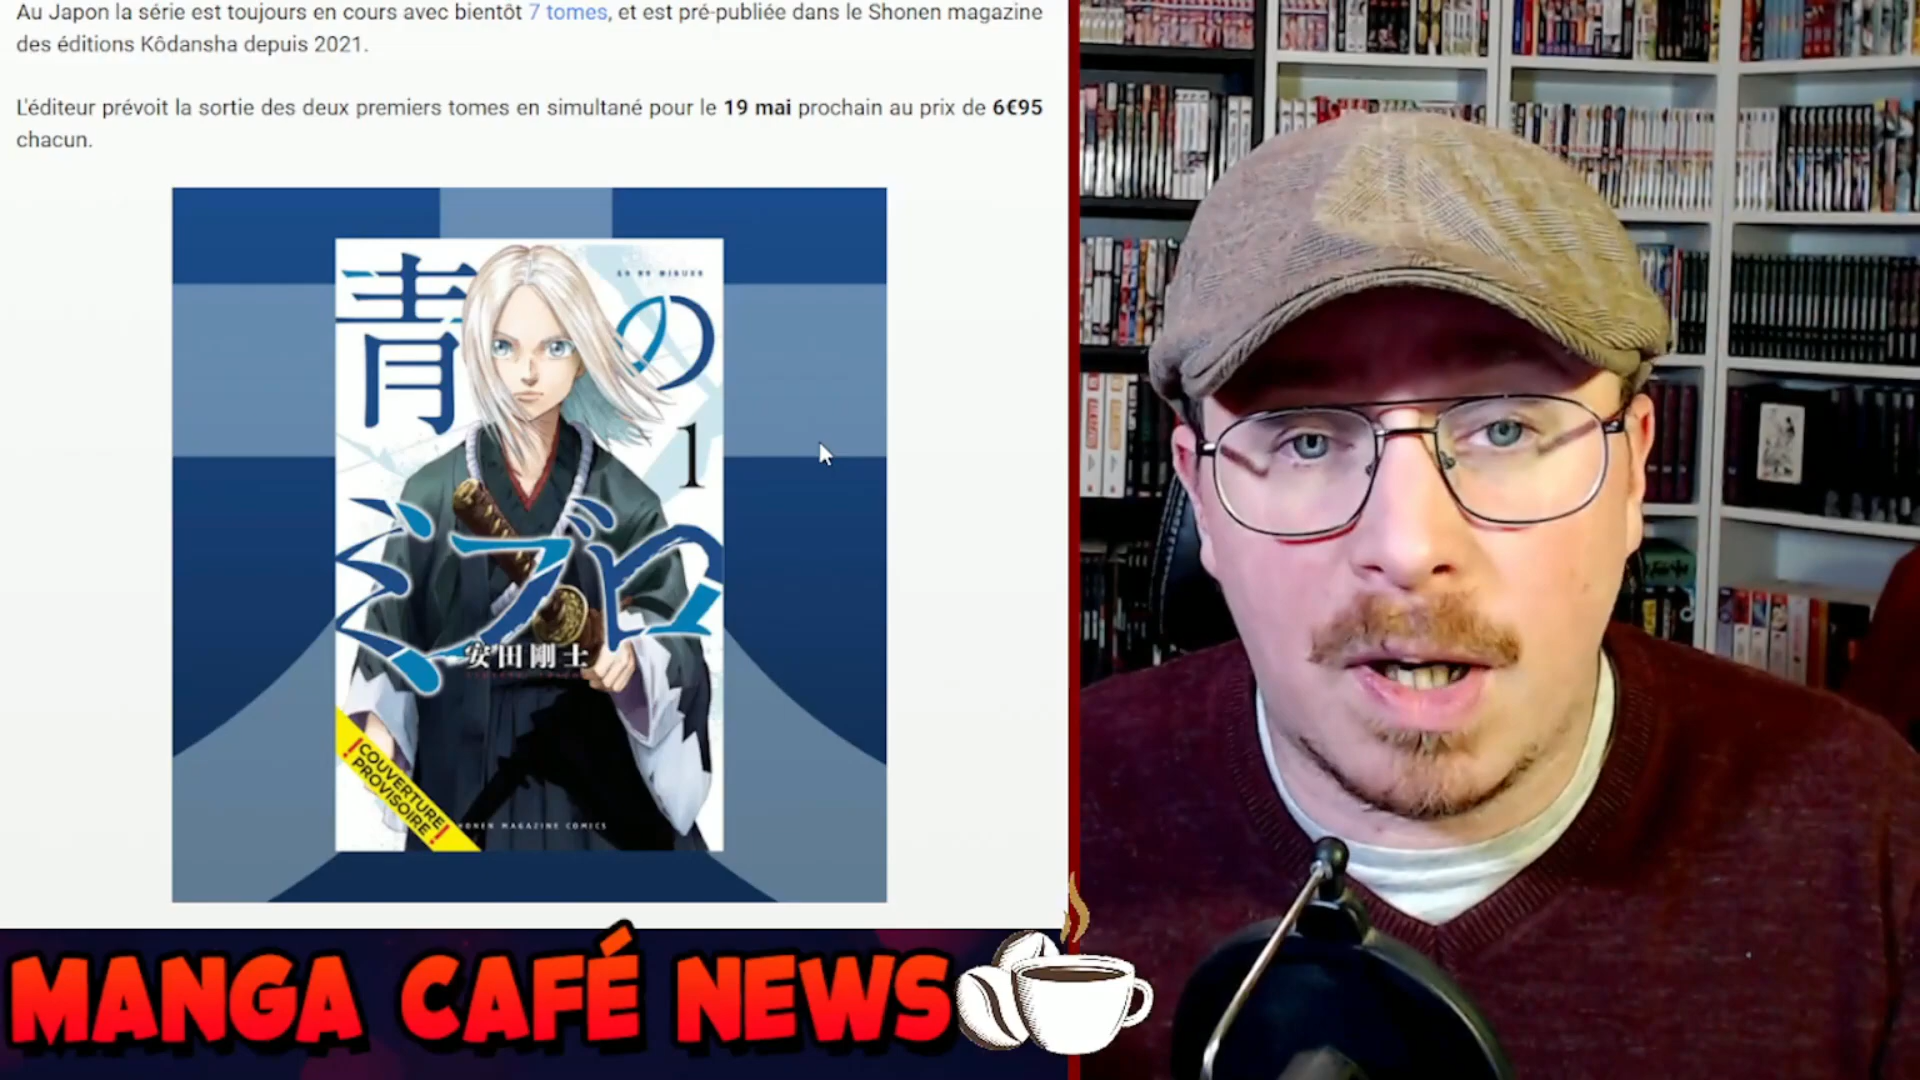 Au Japon la série est toujours en cours avec bientôt 7 tomes, et est pré-publiée dans le Shonen magazine
des éditions Kôdansha depuis 2021.
L'éditeur prévoit la sortie des deux premiers tomes en simultané pour le 19 mai prochain au prix de 6€95
chacun.
青の
1
ミブロ
安田剛士
!COUVERTURE!
!PROVISOIRE!
SHONEN MAGAZINE COMICS
MANGA CAFÉ NEWS